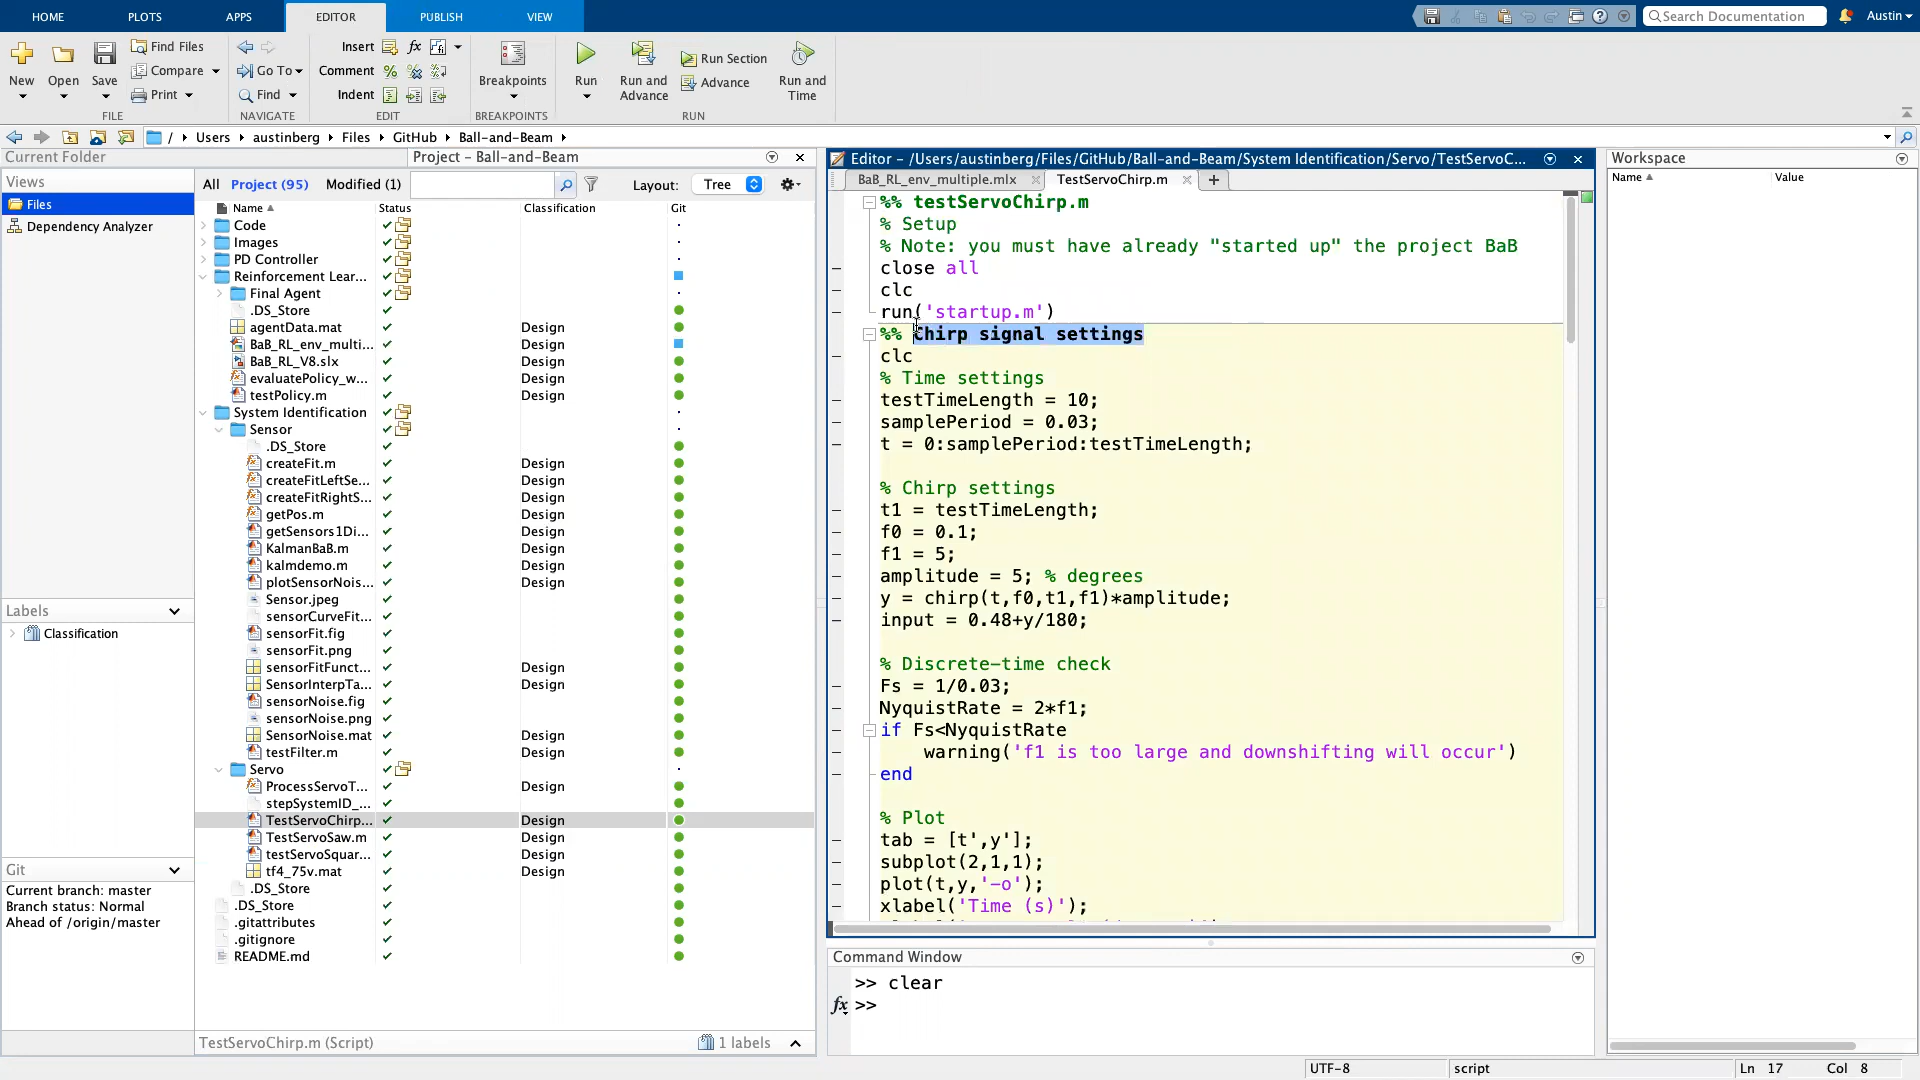 HOME PLOTS APPS EDITOR PUBLISH VIEW
Search Documentation Austin
New Open Save Find Files Compare Print
Go To Find
Insert fx Comment Indent
Breakpoints Run Run and Advance Run Section Advance Run and Time
FILE NAVIGATE EDIT BREAKPOINTS RUN
/ Users austinberg Files GitHub Ball-and-Beam
Current Folder
Views
Files
Dependency Analyzer
Labels
Classification
Git
Current branch: master
Branch status: Normal
Ahead of /origin/master
Project - Ball-and-Beam
All Project (95) Modified (1) Layout: Tree
Name Status Classification Git
Code
Images
PD Controller
Reinforcement Lear...
Final Agent
.DS_Store
agentData.mat Design
BaB_RL_env_multi... Design
BaB_RL_V8.slx Design
evaluatePolicy_w... Design
testPolicy.m Design
System Identification
Sensor
.DS_Store
createFit.m Design
createFitLeftSe... Design
createFitRightS... Design
getPos.m Design
getSensors1Di... Design
KalmanBaB.m Design
kalmdemo.m Design
plotSensorNois... Design
Sensor.jpeg
sensorCurveFit...
sensorFit.fig
sensorFit.png
sensorFitFunct... Design
SensorInterpTa... Design
sensorNoise.fig
sensorNoise.png
SensorNoise.mat Design
testFilter.m Design
Servo
ProcessServoT... Design
stepSystemID_...
TestServoChirp... Design
TestServoSaw.m Design
testServoSquar... Design
tf4_75v.mat Design
.DS_Store
.DS_Store
.gitattributes
.gitignore
README.md
TestServoChirp.m (Script) 1 labels
Editor - /Users/austinberg/Files/GitHub/Ball-and-Beam/System Identification/Servo/TestServoC...
BaB_RL_env_multiple.mlx TestServoChirp.m
%% testServoChirp.m
% Setup
% Note: you must have already "started up" the project BaB
close all
clc
run('startup.m')
%% Chirp signal settings
clc
% Time settings
testTimeLength = 10;
samplePeriod = 0.03;
t = 0:samplePeriod:testTimeLength;
% Chirp settings
t1 = testTimeLength;
f0 = 0.1;
f1 = 5;
amplitude = 5; % degrees
y = chirp(t,f0,t1,f1)*amplitude;
input = 0.48+y/180;
% Discrete-time check
Fs = 1/0.03;
NyquistRate = 2*f1;
if Fs<NyquistRate
warning('f1 is too large and downshifting will occur')
end
% Plot
tab = [t',y'];
subplot(2,1,1);
plot(t,y,'-o');
xlabel('Time (s)');
Command Window
>> clear
fx >>
Workspace
Name Value
UTF-8 script Ln 17 Col 8